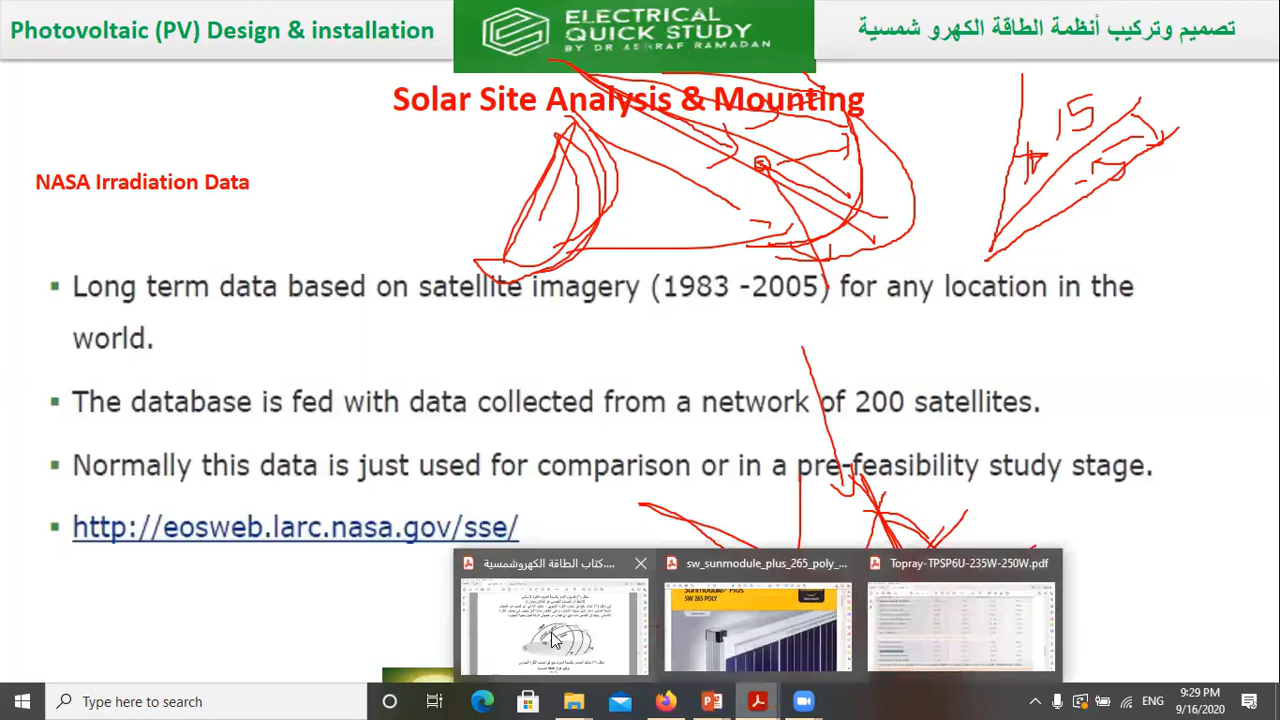 Photovoltaic (PV) Design & installation
ELECTRICAL
QUICK STUDY
BY DR ASHRAF RAMADAN
تصميم وتركيب أنظمة الطاقة الكهرو شمسية
Solar Site Analysis & Mounting
15
NASA Irradiation Data
▪ Long term data based on satellite imagery (1983 -2005) for any location in the
world.
▪ The database is fed with data collected from a network of 200 satellites.
▪ Normally this data is just used for comparison or in a pre-feasibility study stage.
▪ http://eosweb.larc.nasa.gov/sse/
كتاب الطاقة الكهروشمسية....
sw_sunmodule_plus_265_poly_...
Topray-TPSP6U-235W-250W.pdf
SW 265 POLY
Type here to search
ENG
9:29 PM
9/16/2020